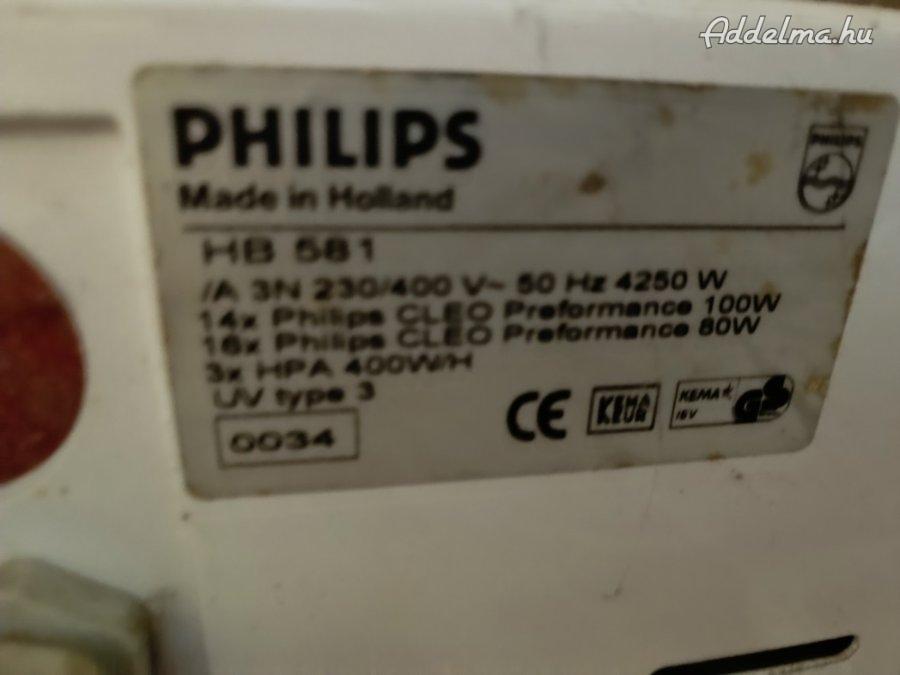 Addelma.hu
PHILIPS
PHILIPS
Made in Holland
HB 581
/A 3N 230/400 V~ 50 Hz 4250 W
14x Philips CLEO Preformance 100W
16x Philips CLEO Preformance 80W
3x HPA 400W/H
UV type 3
0034
CE
KEMA
KEUR
KEMA
GS